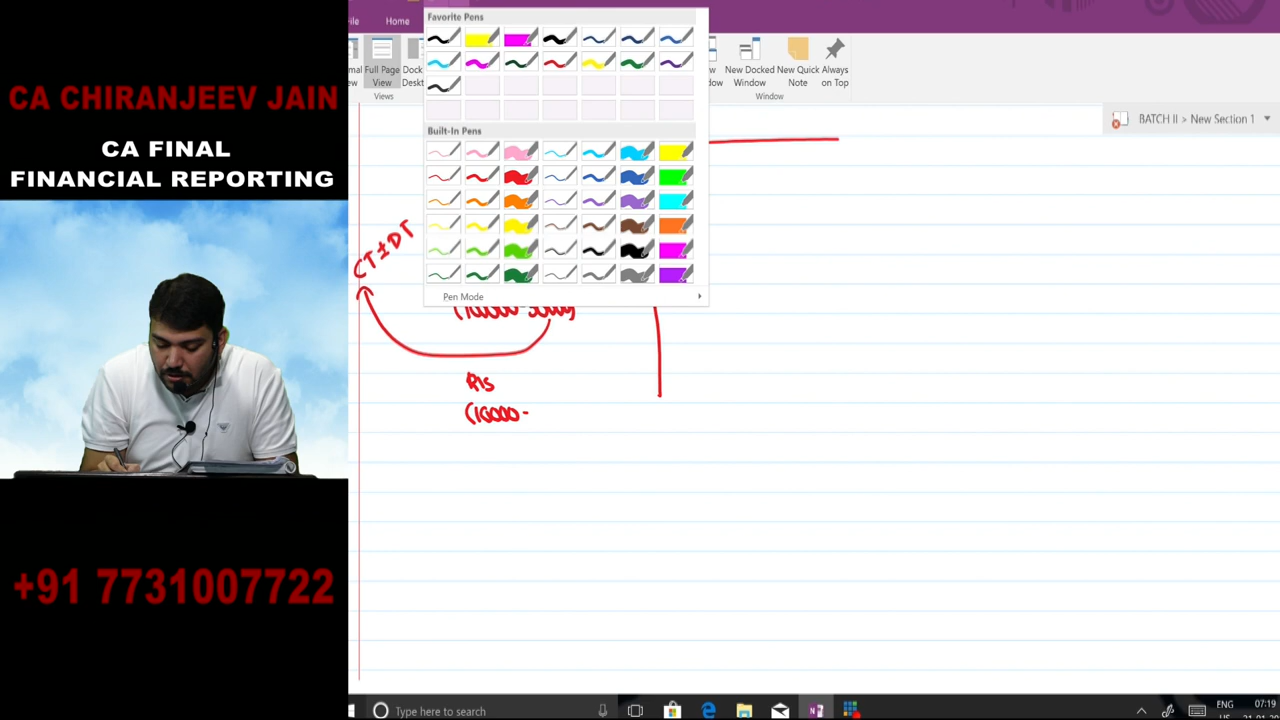 CA CHIRANJEEV JAIN
CA FINAL
FINANCIAL REPORTING
+91 7731007722
Home
Full Page
View
Views
New Docked
Window
New Quick
Note
Always
on Top
Window
Favorite Pens
Built-In Pens
Pen Mode
BATCH II > New Section 1
CT±DT
P/s
(10000-
Type here to search
ENG
07:19